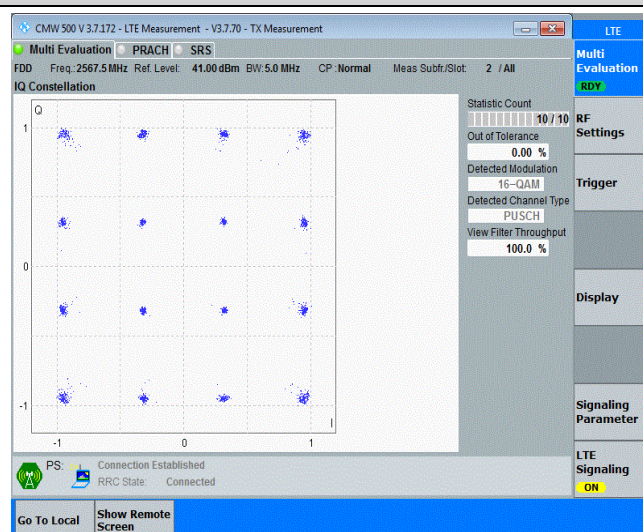 CMW 500 V 3.7.172 - LTE Measurement - V3.7.70 - TX Measurement
LTE
Multi Evaluation PRACH SRS
Multi Evaluation
RDY
FDD Freq.: 2567.5 MHz Ref. Level: 41.00 dBm BW: 5.0 MHz CP : Normal Meas Subfr./Slot: 2 / All
IQ Constellation
Q
1
0
-1
I
-1 0 1
Statistic Count
10 / 10
Out of Tolerance
0.00 %
Detected Modulation
16-QAM
Detected Channel Type
PUSCH
View Filter Throughput
100.0 %
RF
Settings
Trigger
Display
Signaling
Parameter
LTE
Signaling
ON
PS: Connection Established
RRC State: Connected
Go To Local
Show Remote
Screen